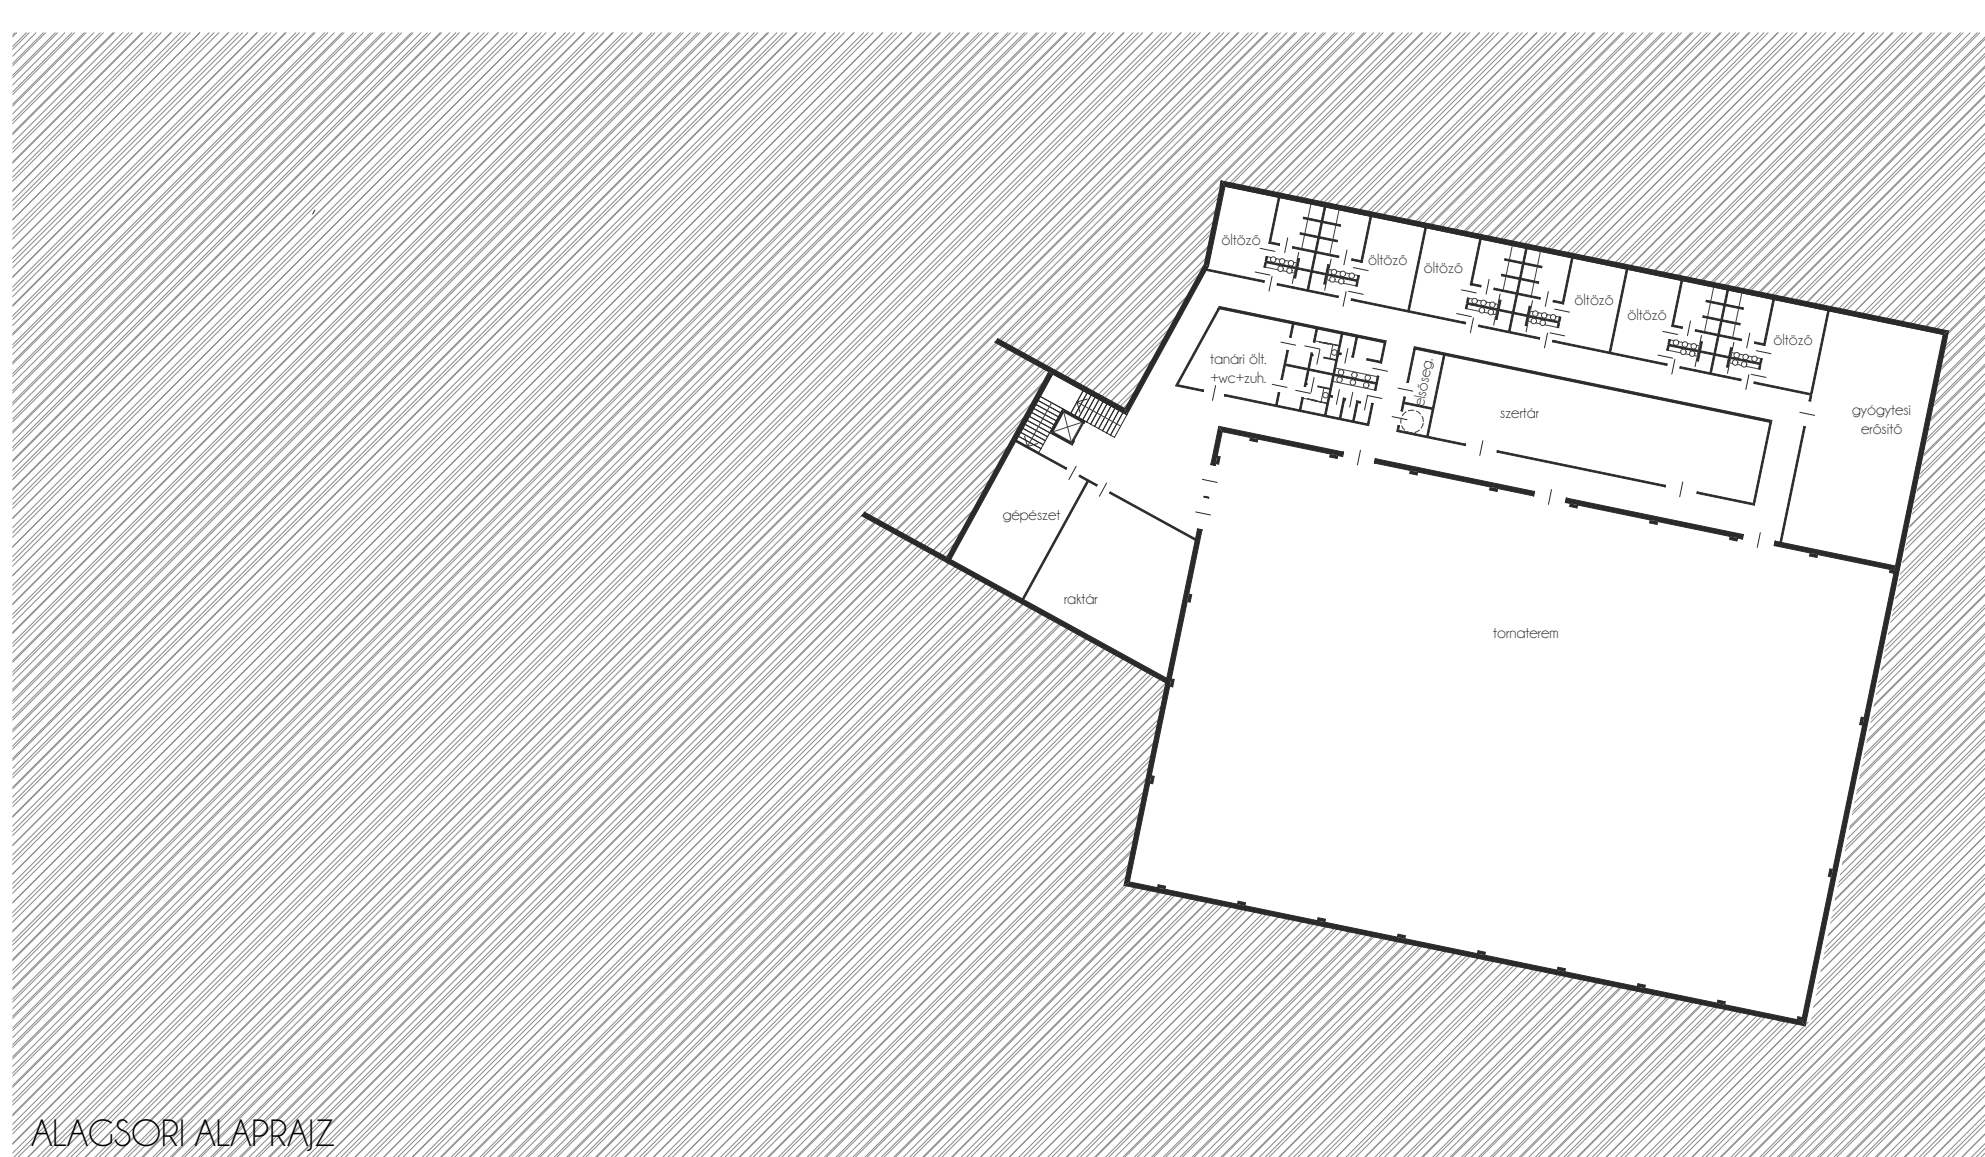 öltöző
öltöző
öltöző
öltöző
öltöző
öltöző
tanári ölt.
+wc+zuh.
elsőseg.
szertár
gyógytesi
erősítő
gépészet
raktár
tornaterem
ALAGSORI ALAPRAJZ